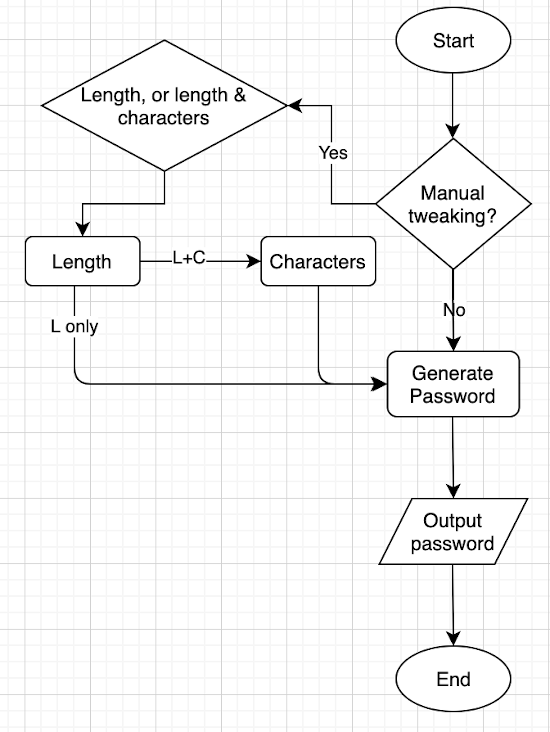 Start
Length, or length &
characters
Yes
Manual
tweaking?
Length
L+C
Characters
No
L only
Generate
Password
Output
password
End